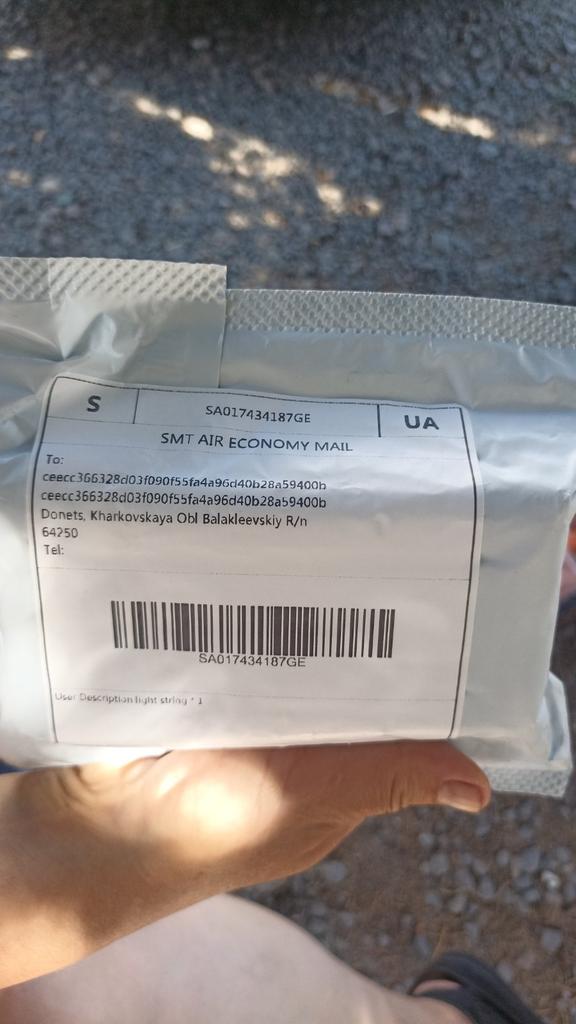 S
SA017434187GE
UA
SMT AIR ECONOMY MAIL
To:
ceecc366328d03f090f55fa4a96d40b28a59400b
ceecc366328d03f090f55fa4a96d40b28a59400b
Donets, Kharkovskaya Obl Balakleevskiy R/n
64250
Tel:
SA017434187GE
User Description light string * 1